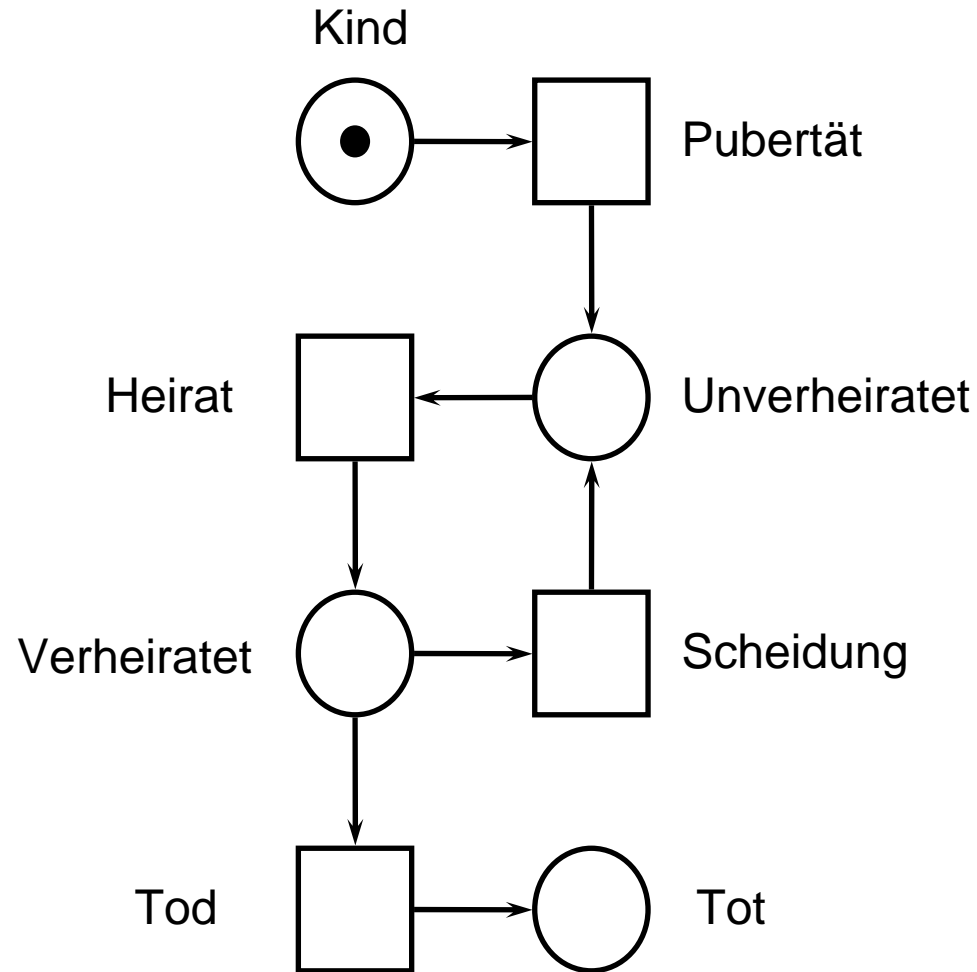 Kind
Pubertät
Heirat
Unverheiratet
Verheiratet
Scheidung
Tod
Tot